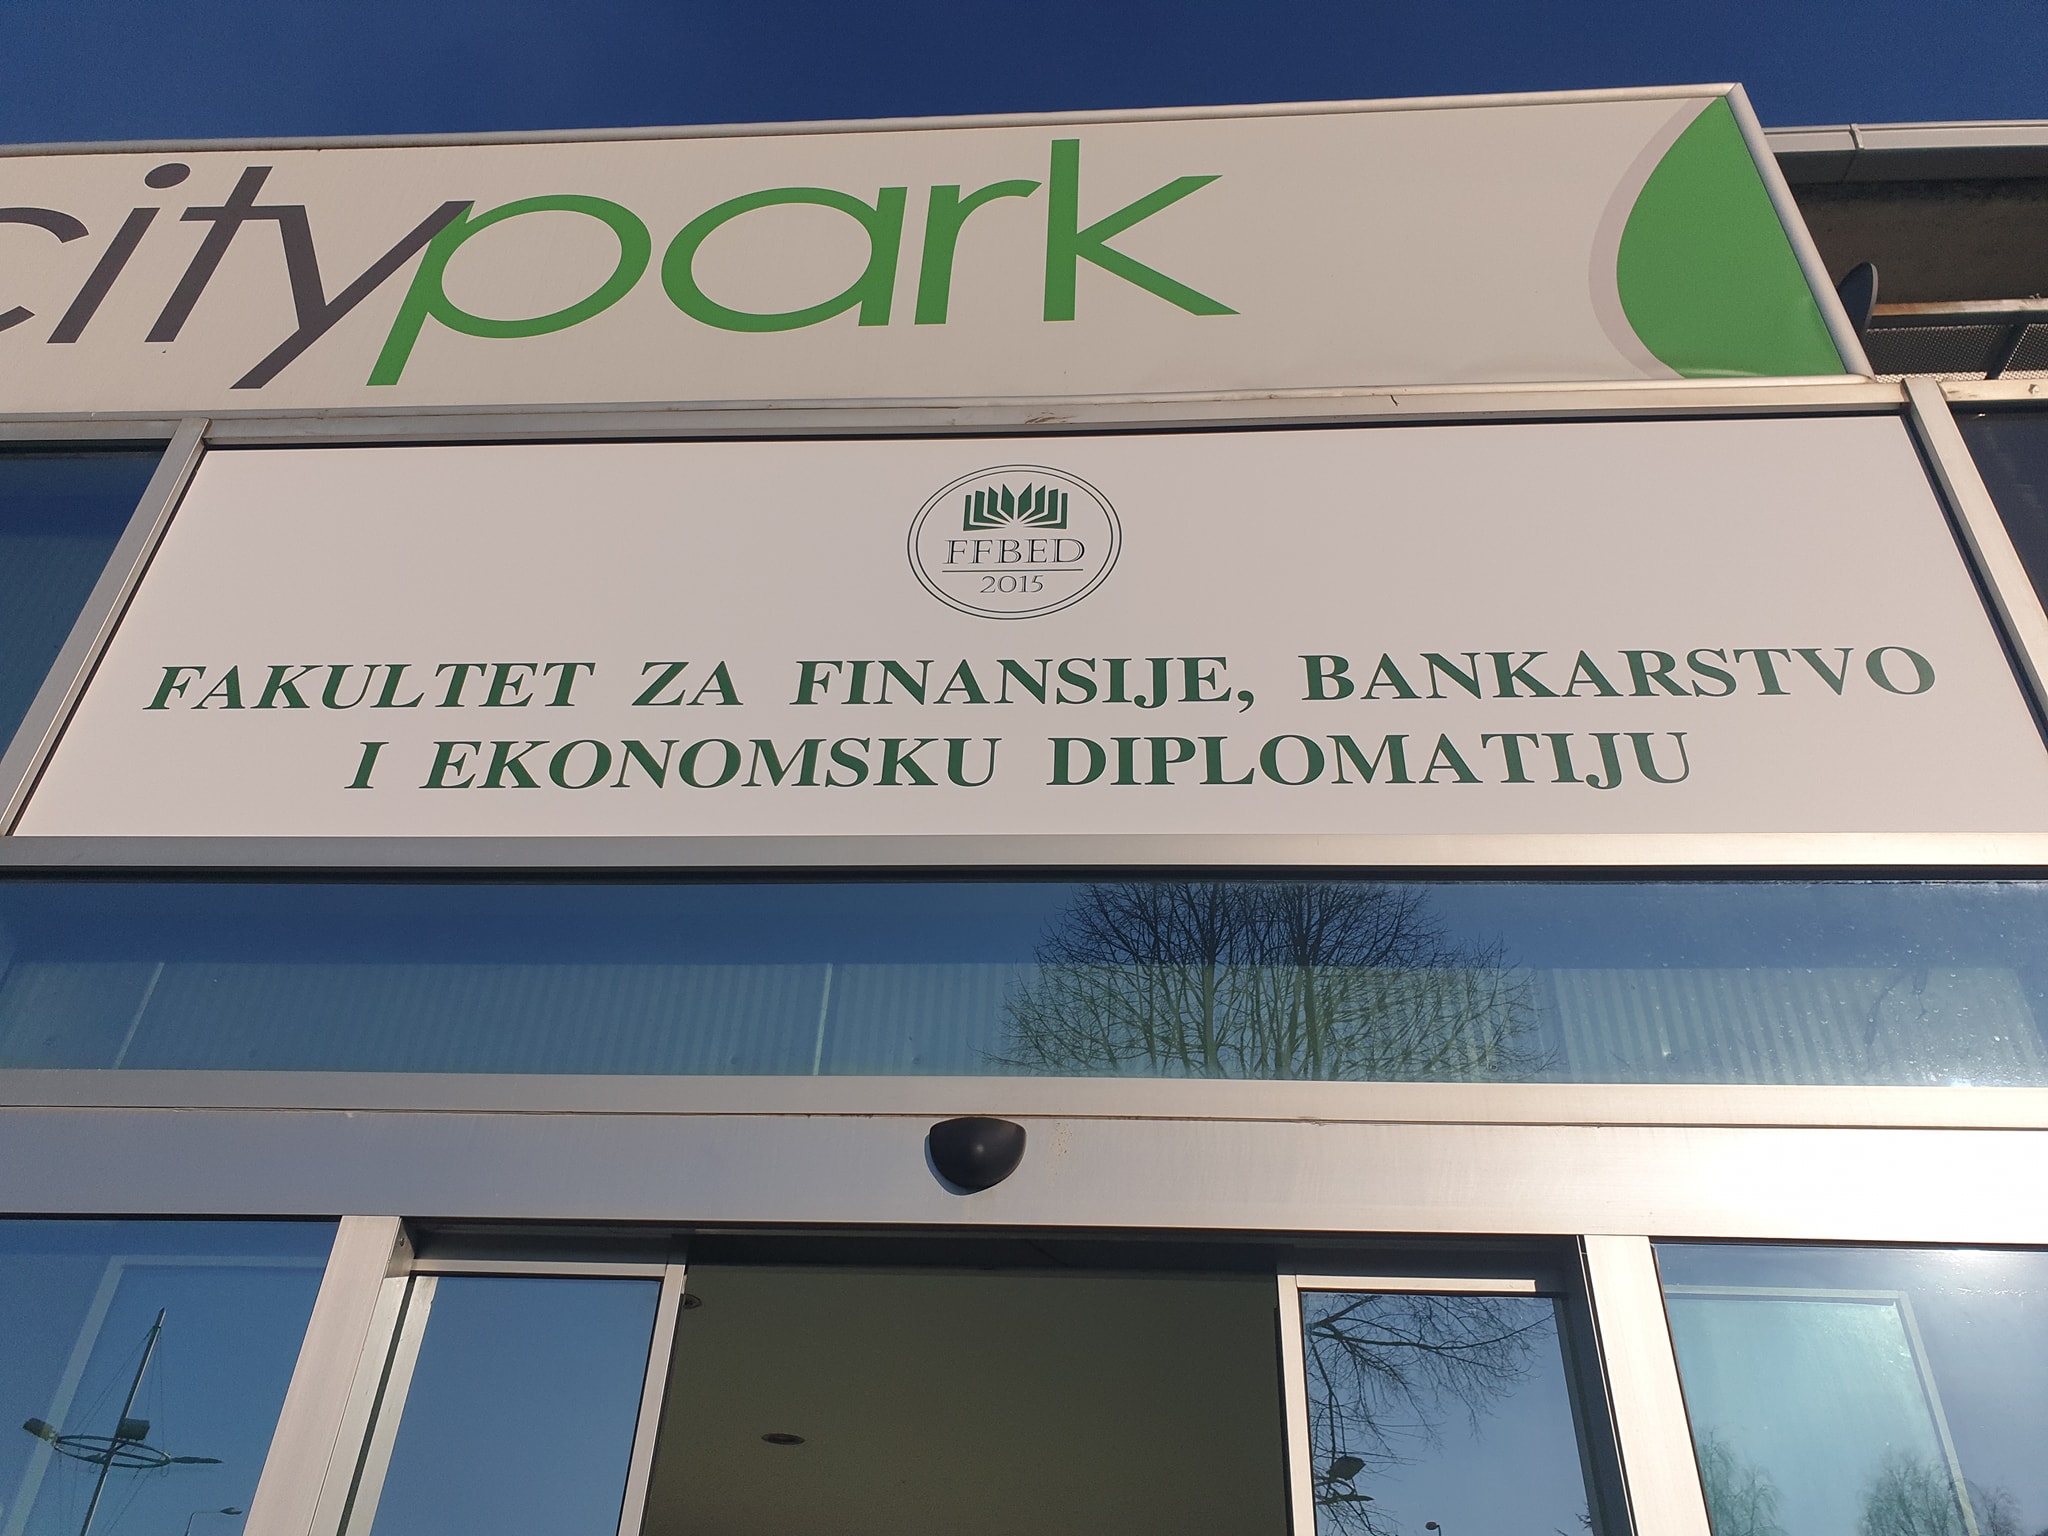 citypark
FFBED
2015
FAKULTET ZA FINANSIJE, BANKARSTVO
I EKONOMSKU DIPLOMATIJU